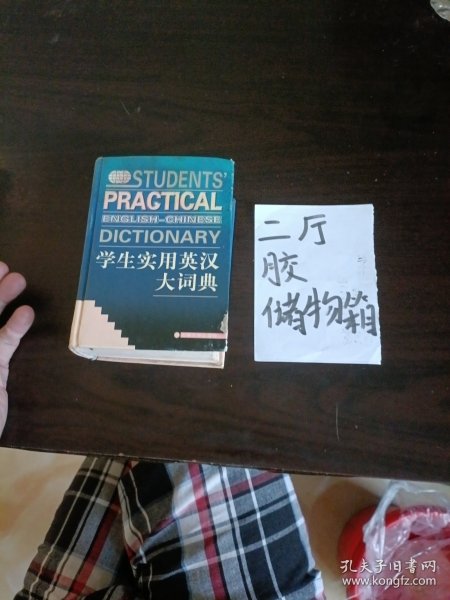 STUDENTS'
PRACTICAL
ENGLISH-CHINESE
DICTIONARY
学生实用英汉
大词典
二厅
胶
储物箱
孔夫子旧书网
www.kongfz.com